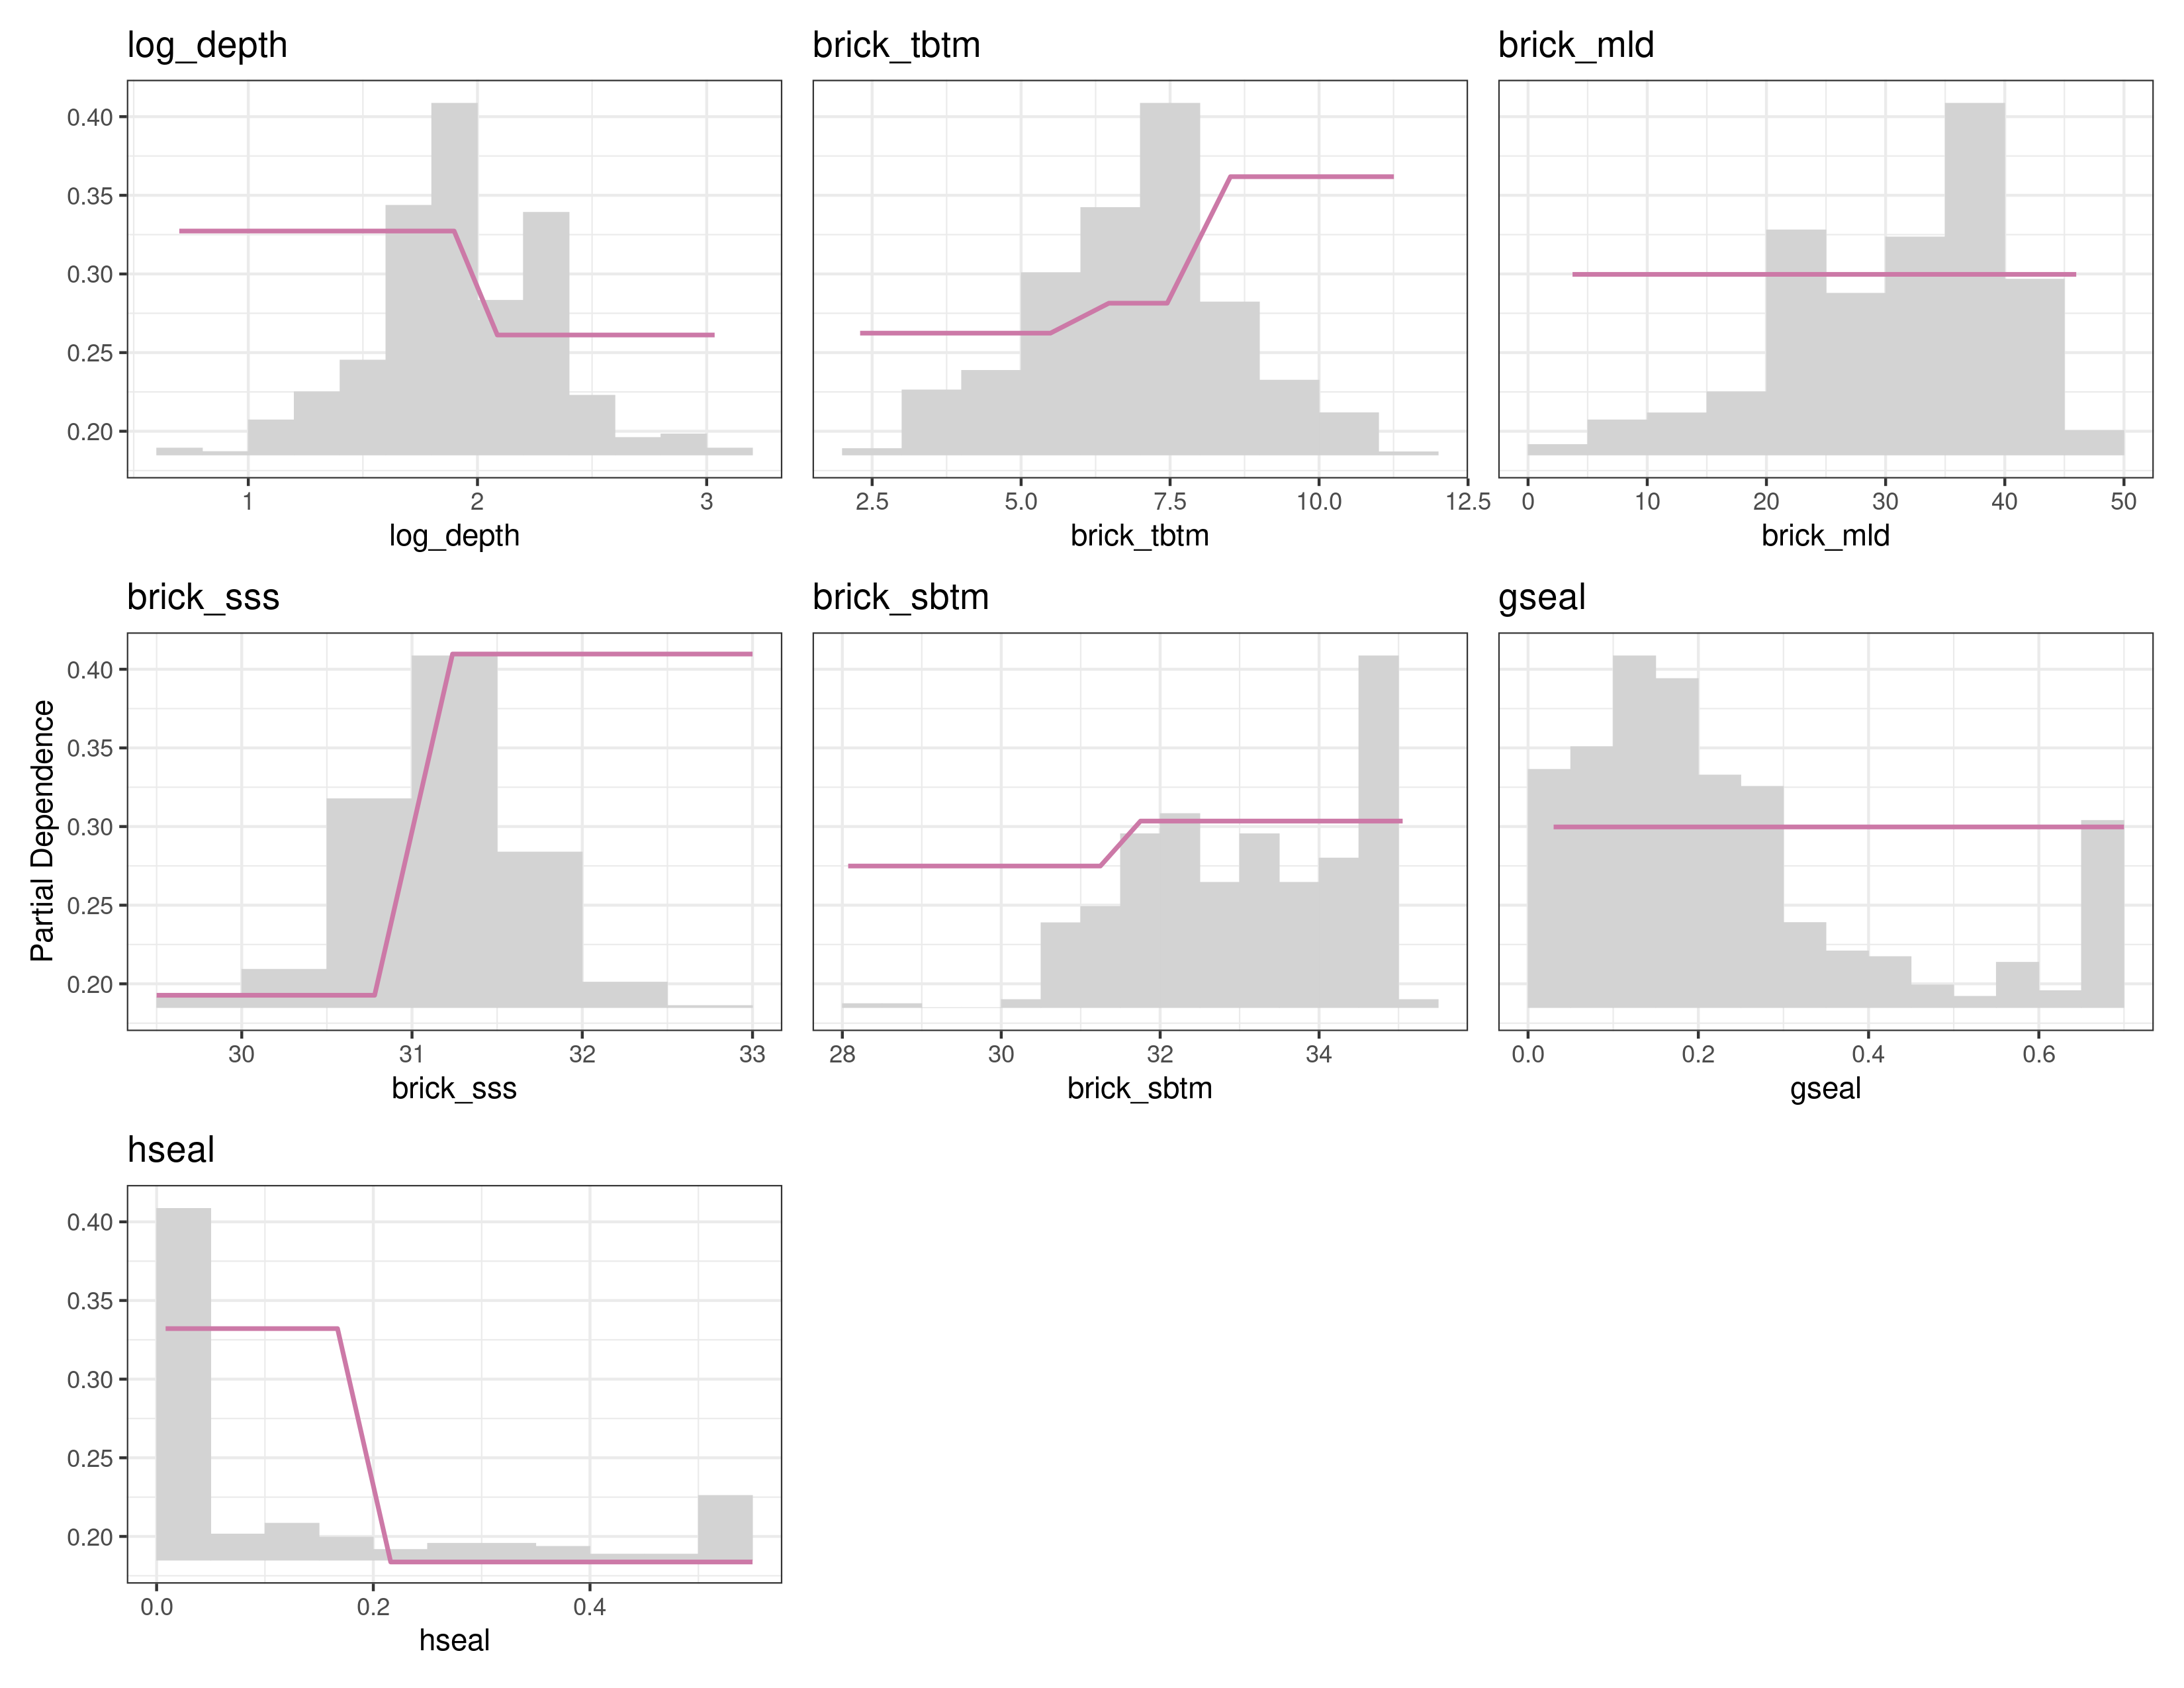 log_depth
brick_tbtm
brick_mld
0.40
0.35
0.30
0.25
0.20
1 2 3
2.5 5.0 7.5 10.0 12.5
0 10 20 30 40 50
log_depth
brick_tbtm
brick_mld
brick_sss
brick_sbtm
gseal
Partial Dependence
0.40
0.35
0.30
0.25
0.20
30 31 32 33
28 30 32 34
0.0 0.2 0.4 0.6
brick_sss
brick_sbtm
gseal
hseal
0.40
0.35
0.30
0.25
0.20
0.0 0.2 0.4
hseal